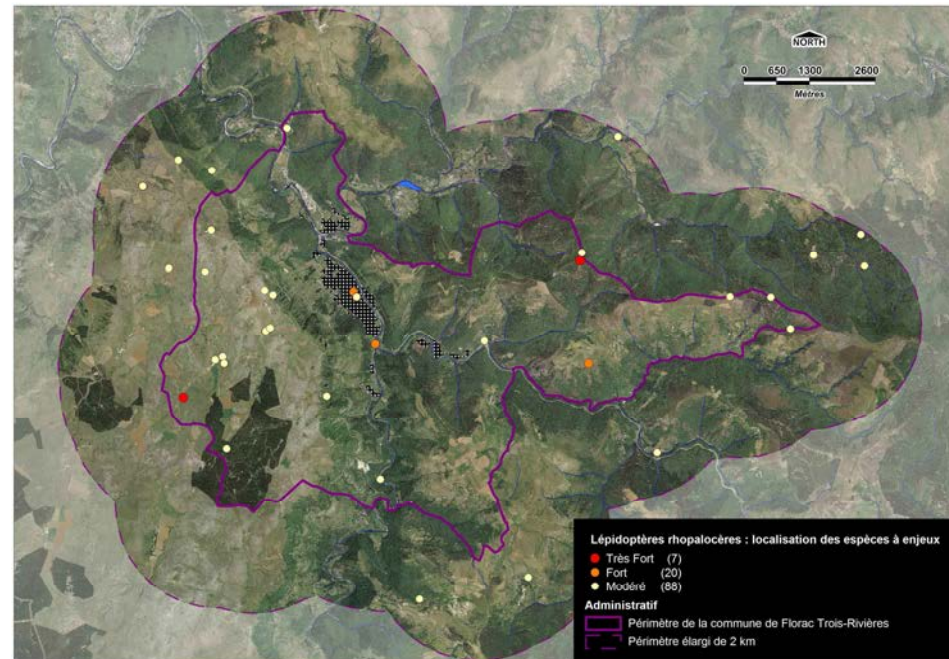 NORTH
0 650 1300 2600
Mètres
Lépidoptères rhopalocères : localisation des espèces à enjeux
Très Fort (7)
Fort (20)
Modéré (88)
Administratif
Périmètre de la commune de Florac Trois-Rivières
Périmètre élargi de 2 km